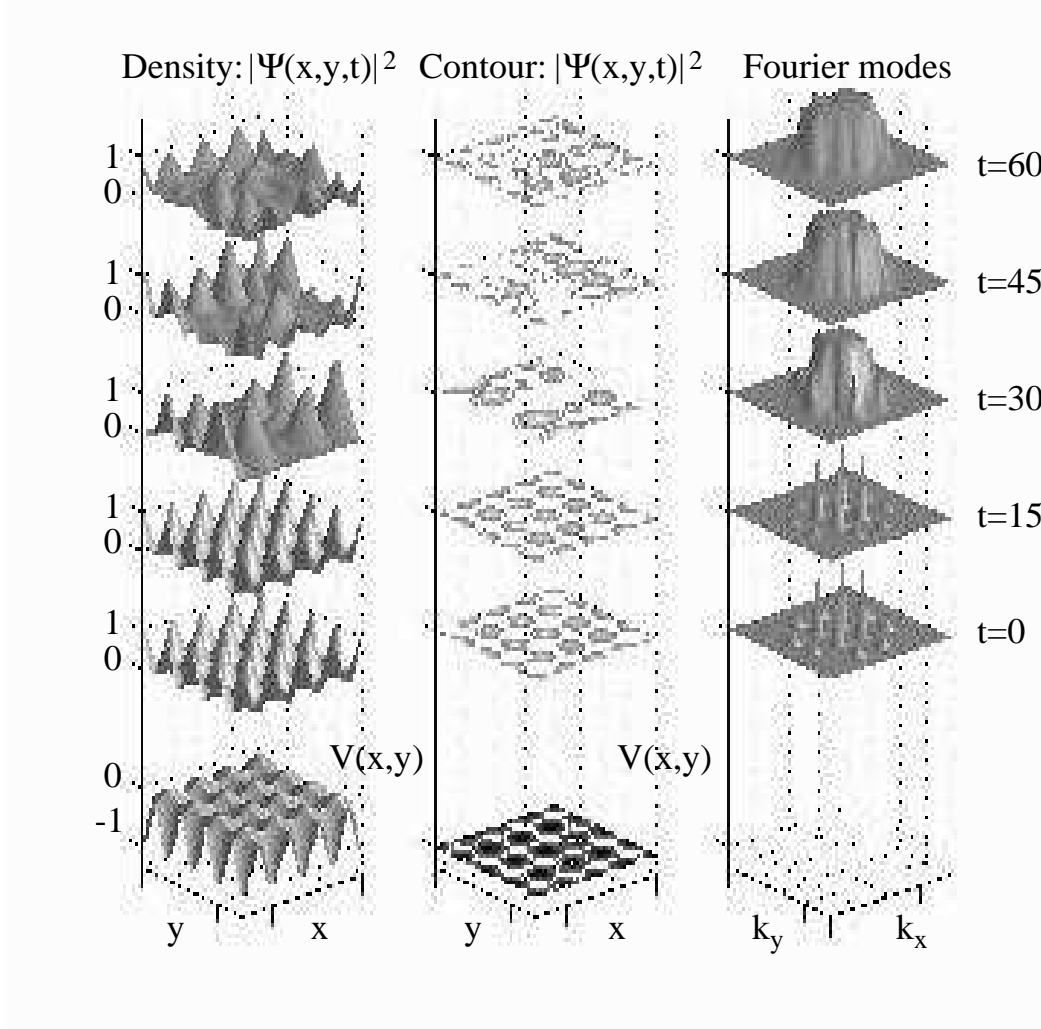 Density: |Ψ(x,y,t)|² Contour: |Ψ(x,y,t)|² Fourier modes
1
0
t=60
1
0
t=45
1
0
t=30
1
0
t=15
1
0
t=0
V(x,y) V(x,y)
0
-1
y x y x k_y k_x